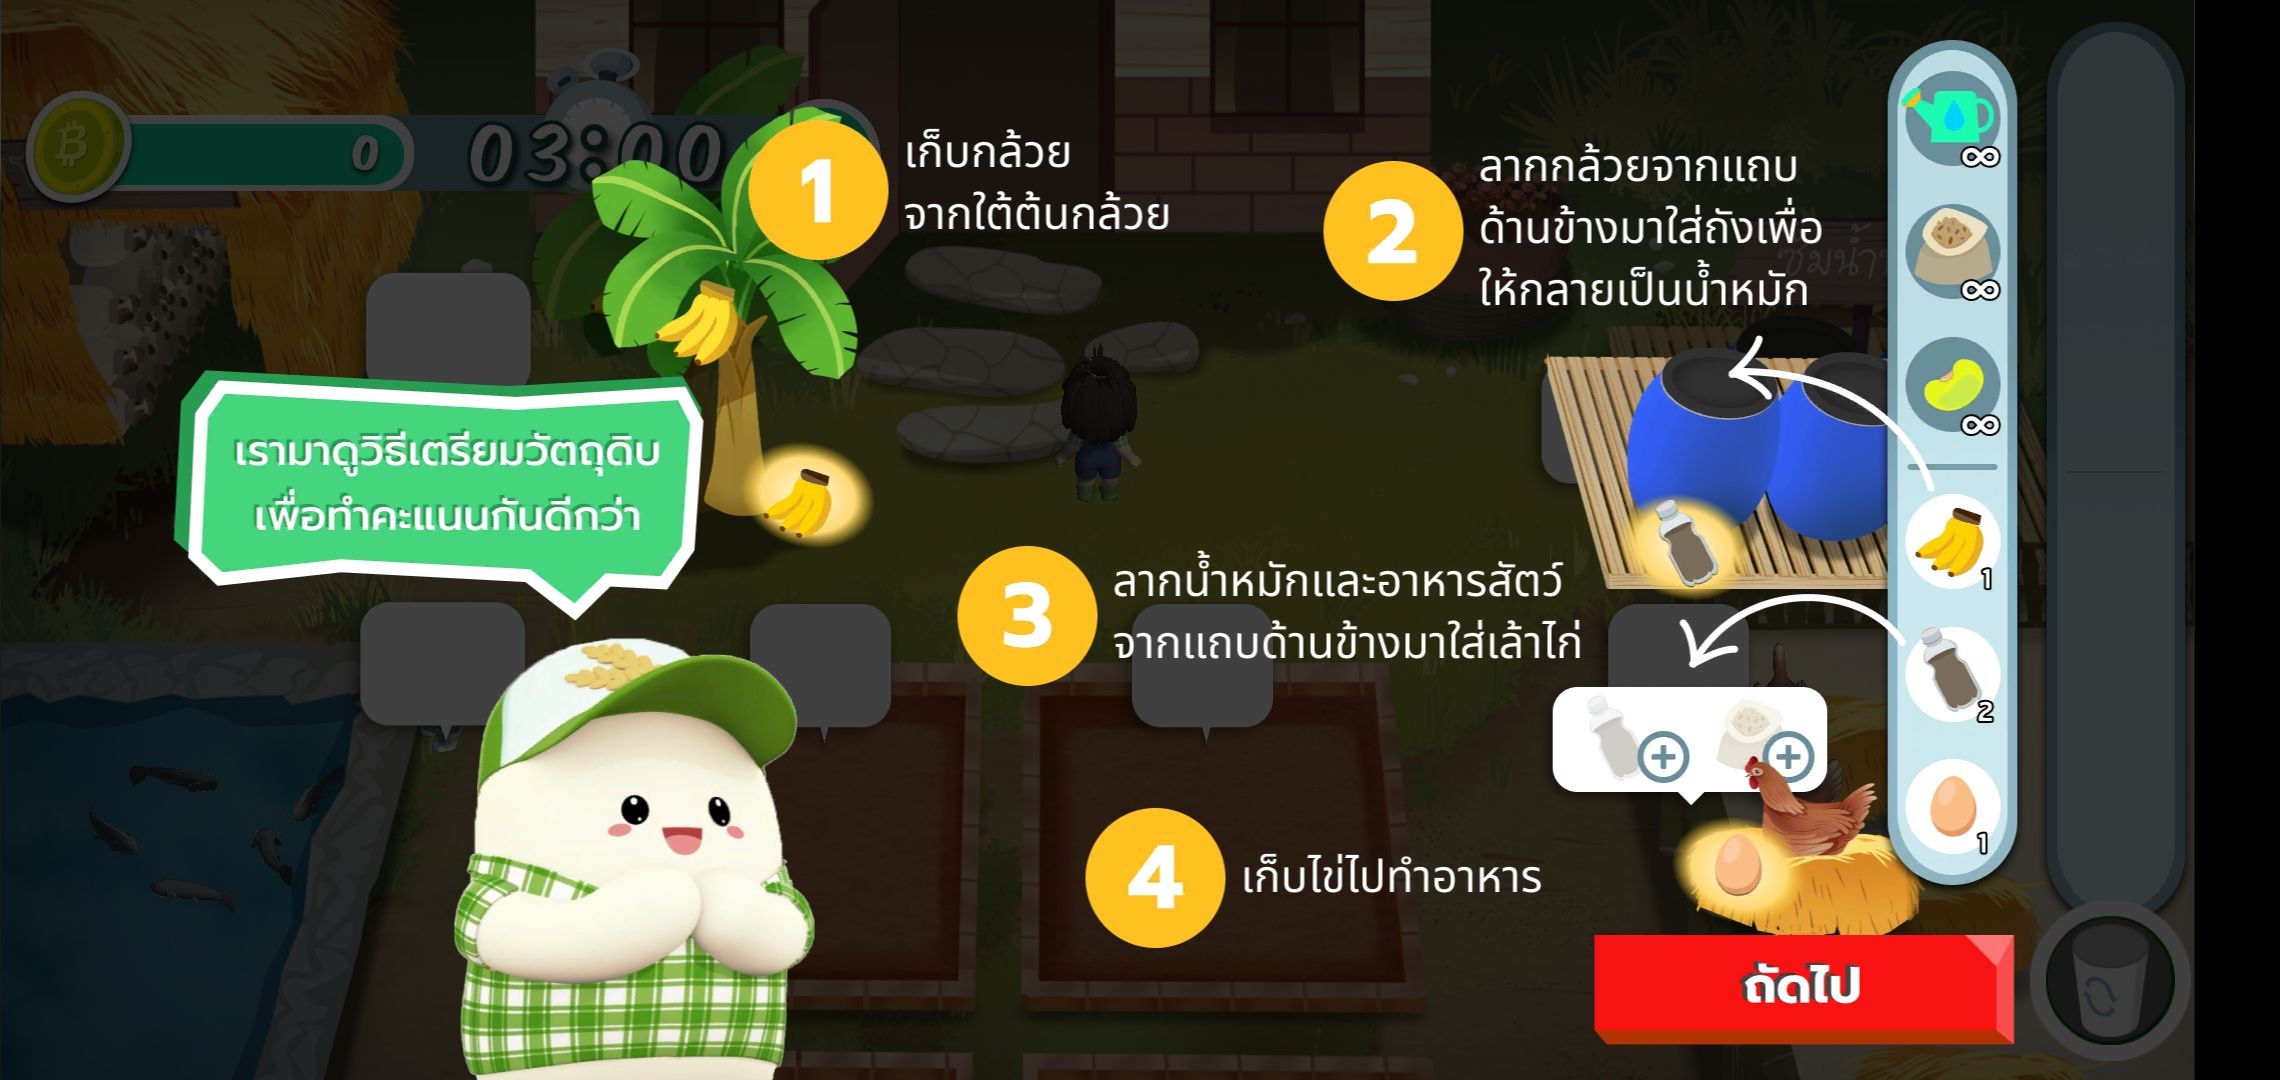 0
03:00
1
เก็บกล้วย
จากใต้ต้นกล้วย
2
ลากกล้วยจากแถบ
ด้านข้างมาใส่ถังเพื่อ
ให้กลายเป็นน้ำหมัก
เรามาดูวิธีเตรียมวัตถุดิบ
เพื่อทำคะแนนกันดีกว่า
3
ลากน้ำหมักและอาหารสัตว์
จากแถบด้านข้างมาใส่เล้าไก่
4
เก็บไข่ไปทำอาหาร
∞
∞
∞
1
2
1
ถัดไป